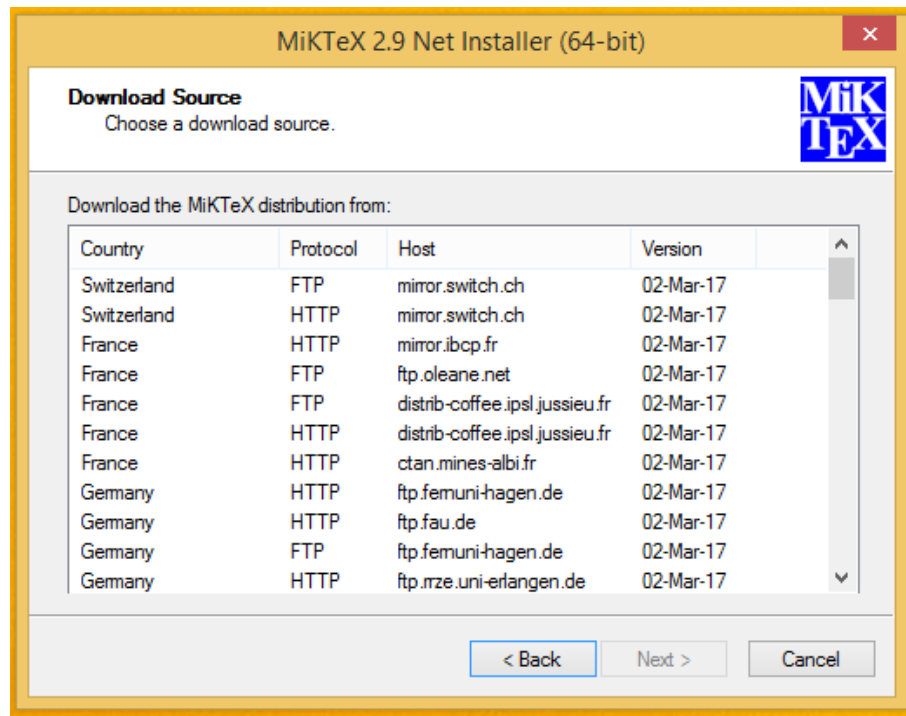 MiKTeX 2.9 Net Installer (64-bit)
Download Source
Choose a download source.
MiK
TEX
Download the MiKTeX distribution from:
Country Protocol Host Version
Switzerland FTP mirror.switch.ch 02-Mar-17
Switzerland HTTP mirror.switch.ch 02-Mar-17
France HTTP mirror.ibcp.fr 02-Mar-17
France FTP ftp.oleane.net 02-Mar-17
France FTP distrib-coffee.ipsl.jussieu.fr 02-Mar-17
France HTTP distrib-coffee.ipsl.jussieu.fr 02-Mar-17
France HTTP ctan.mines-albi.fr 02-Mar-17
Germany HTTP ftp.fernuni-hagen.de 02-Mar-17
Germany HTTP ftp.fau.de 02-Mar-17
Germany FTP ftp.fernuni-hagen.de 02-Mar-17
Germany HTTP ftp.rrze.uni-erlangen.de 02-Mar-17
< Back Next > Cancel